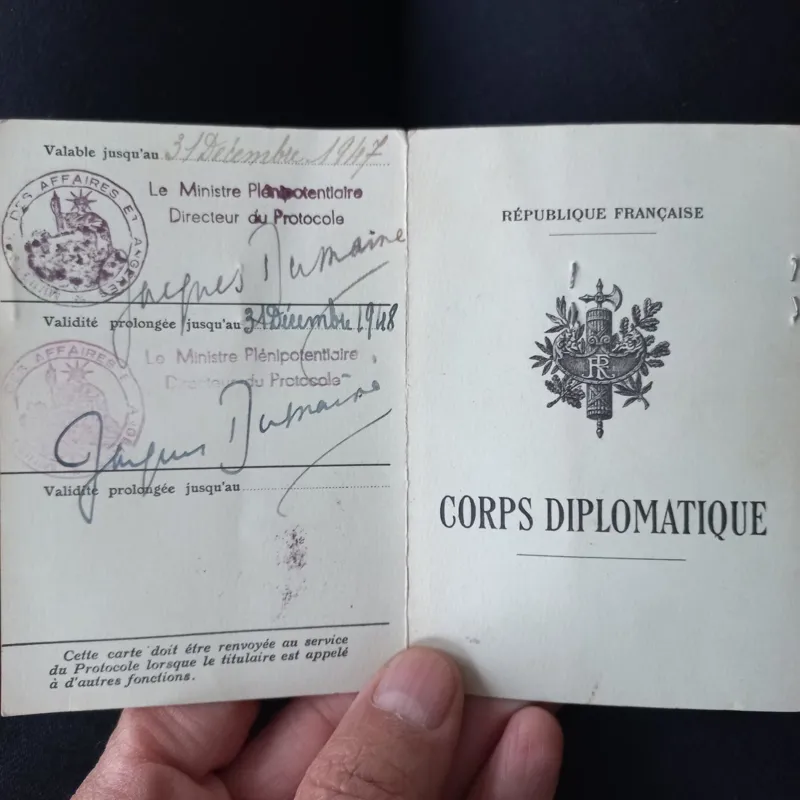 Valable jusqu'au 31 Décembre 1947
Le Ministre Plénipotentiaire
Directeur du Protocole
DES AFFAIRES ET
Jacques Dumaine
Validité prolongée jusqu'au 31 Décembre 1948
DES AFFAIRES E
Le Ministre Plénipotentiaire
Directeur du Protocole
Jacques Dumaine
Validité prolongée jusqu'au
Cette carte doit être renvoyée au service
du Protocole lorsque le titulaire est appelé
à d'autres fonctions.
RÉPUBLIQUE FRANÇAISE
RF
CORPS DIPLOMATIQUE